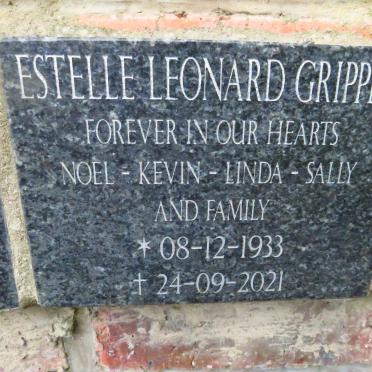 ESTELLE LEONARD GRIPP
FOREVER IN OUR HEARTS
NOEL - KEVIN - LINDA - SALLY
AND FAMILY
* 08-12-1933
† 24-09-2021